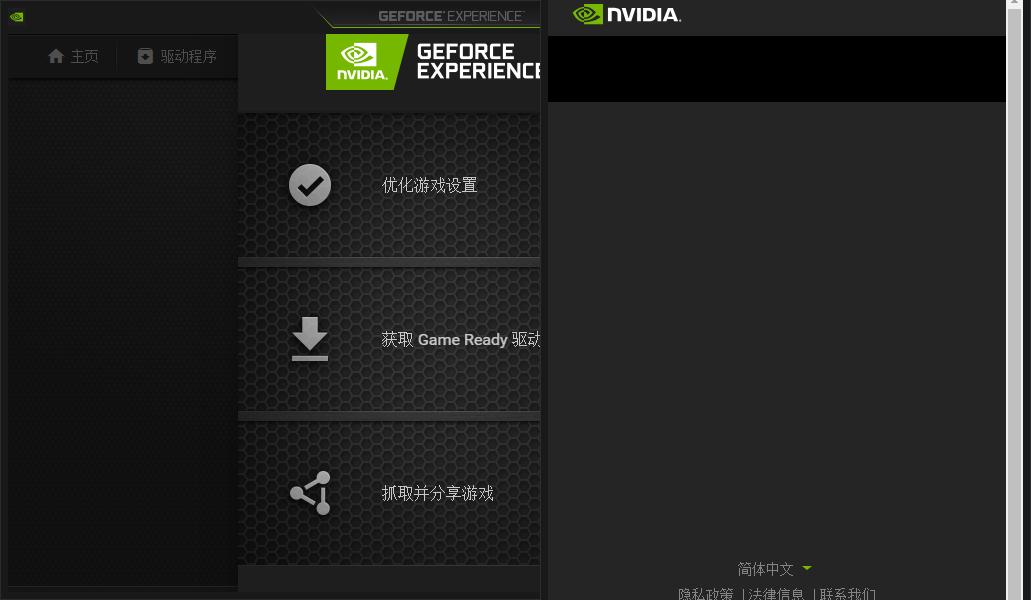 GEFORCE® EXPERIENCE™
NVIDIA.
主页
驱动程序
NVIDIA.
GEFORCE
EXPERIENCE
优化游戏设置
获取 Game Ready 驱动
抓取并分享游戏
简体中文
隐私政策 | 法律信息 | 联系我们